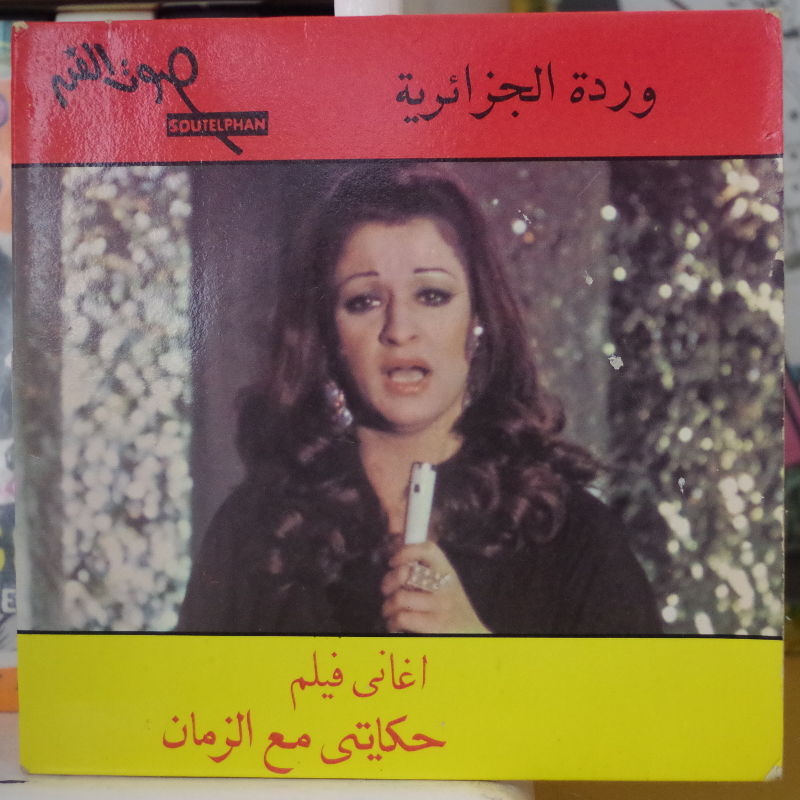 صوت الفن
SOUTELPHAN
وردة الجزائرية
اغانى فيلم
حكايتى مع الزمان